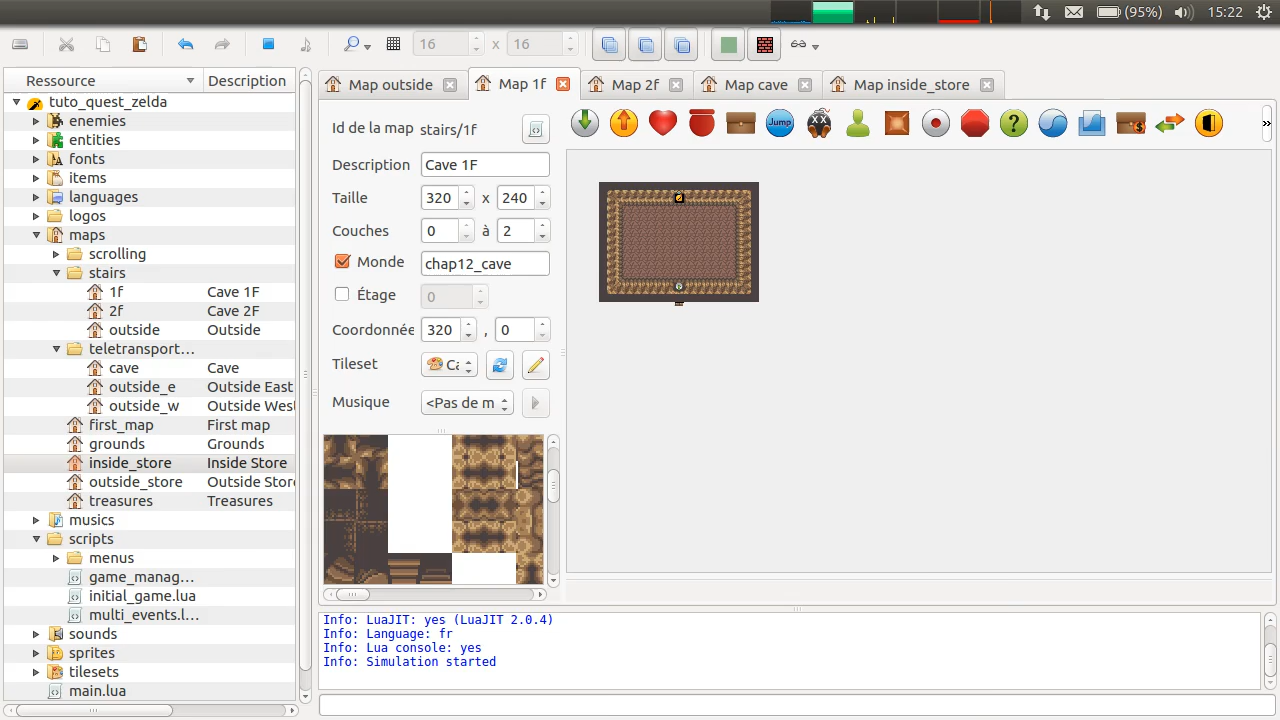 (95%) 15:22
16 x 16
Ressource Description
Map outside Map 1f Map 2f Map cave Map inside_store
tuto_quest_zelda
enemies
entities
fonts
items
languages
logos
maps
scrolling
stairs
1f Cave 1F
2f Cave 2F
outside Outside
teletransport...
cave Cave
outside_e Outside East
outside_w Outside Wes
first_map First map
grounds Grounds
inside_store Inside Store
outside_store Outside Stor
treasures Treasures
musics
scripts
menus
game_manag...
initial_game.lua
multi_events.l...
sounds
sprites
tilesets
main.lua
Id de la map stairs/1f
Description Cave 1F
Taille 320 x 240
Couches 0 à 2
Monde chap12_cave
Étage 0
Coordonnée 320 , 0
Tileset Ca
Musique <Pas de m
Jump
?
$
»
Info: LuaJIT: yes (LuaJIT 2.0.4)
Info: Language: fr
Info: Lua console: yes
Info: Simulation started